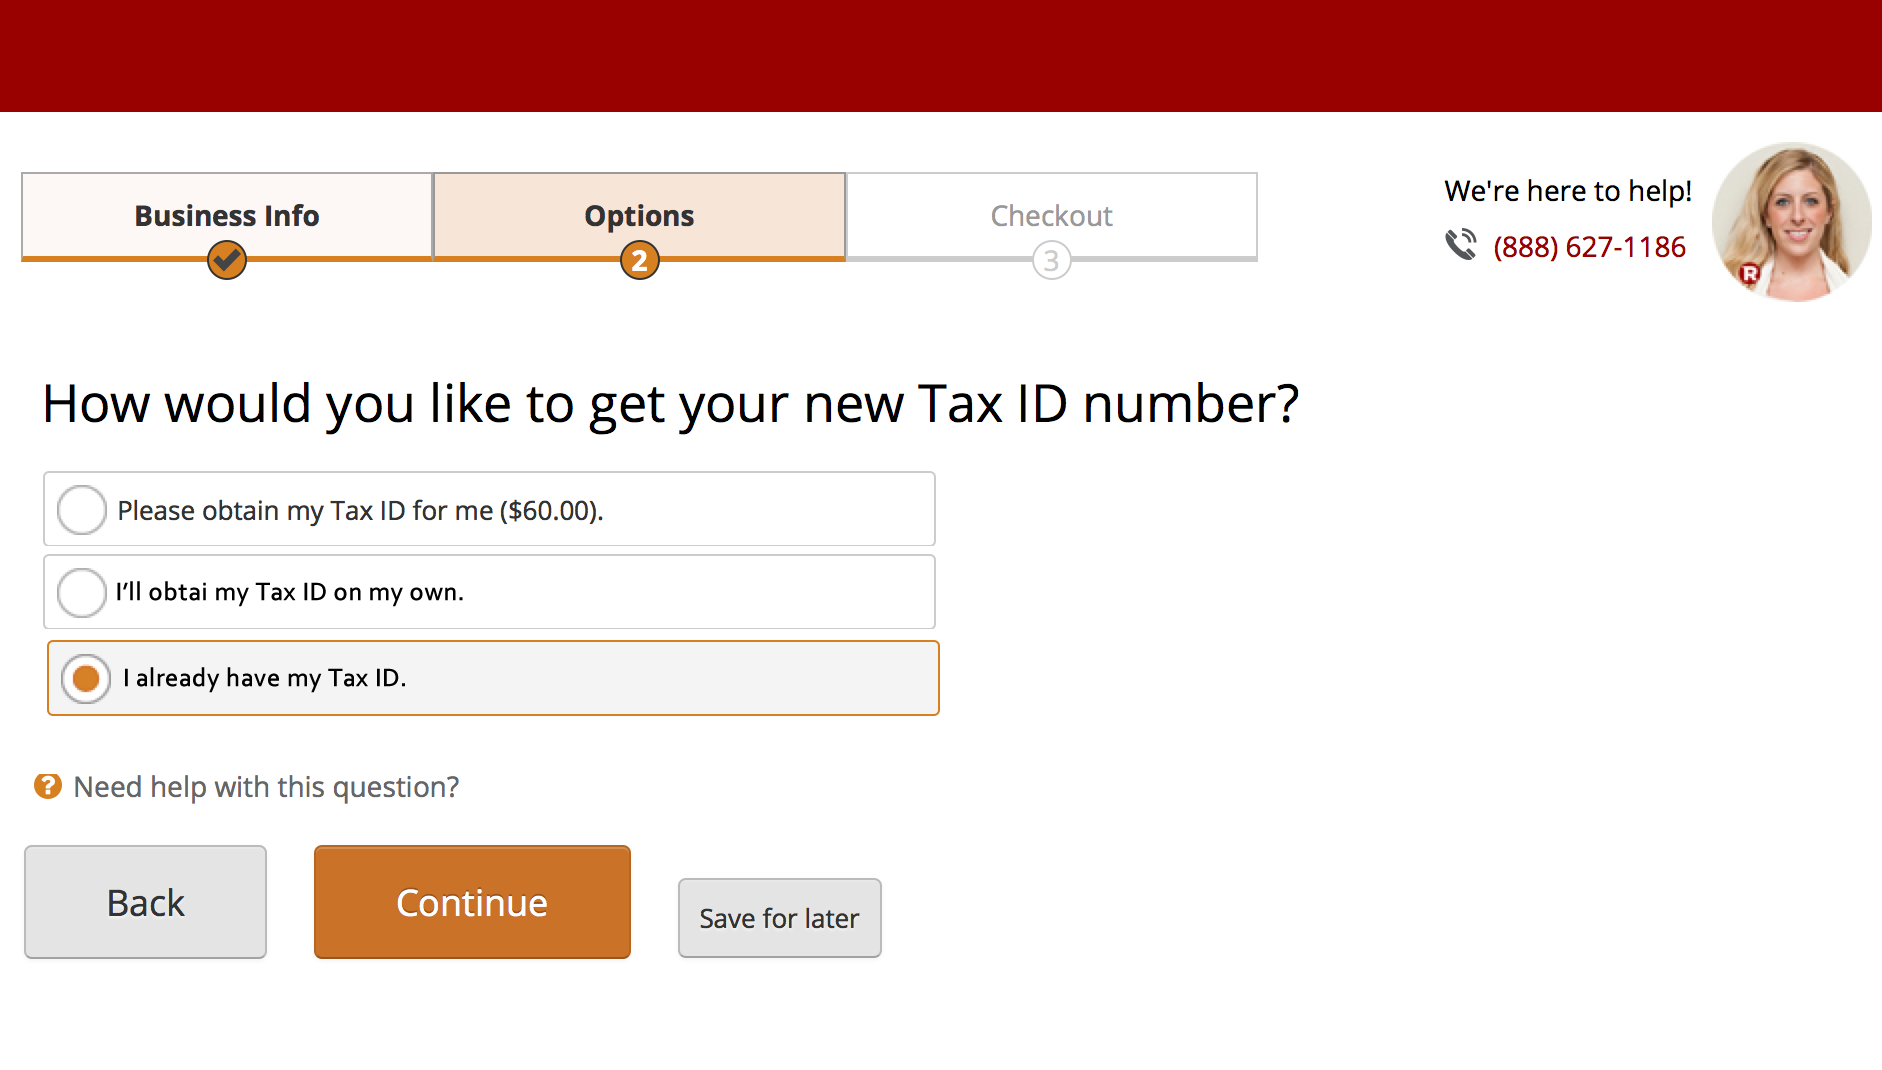 Business Info
Options
Checkout
2
3
We're here to help!
(888) 627-1186
R
How would you like to get your new Tax ID number?
Please obtain my Tax ID for me ($60.00).
I'll obtai my Tax ID on my own.
I already have my Tax ID.
? Need help with this question?
Back
Continue
Save for later